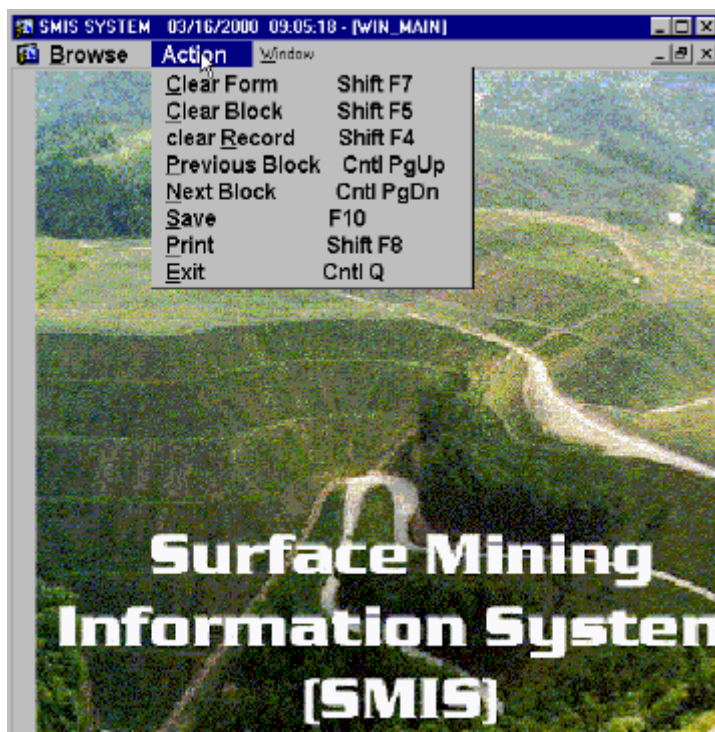 SMIS SYSTEM 03/16/2000 09:05:18 - [WIN_MAIN]
Browse Action Window
Clear Form Shift F7
Clear Block Shift F5
clear Record Shift F4
Previous Block Cntl PgUp
Next Block Cntl PgDn
Save F10
Print Shift F8
Exit Cntl Q
Surface Mining
Information System
(SMIS)